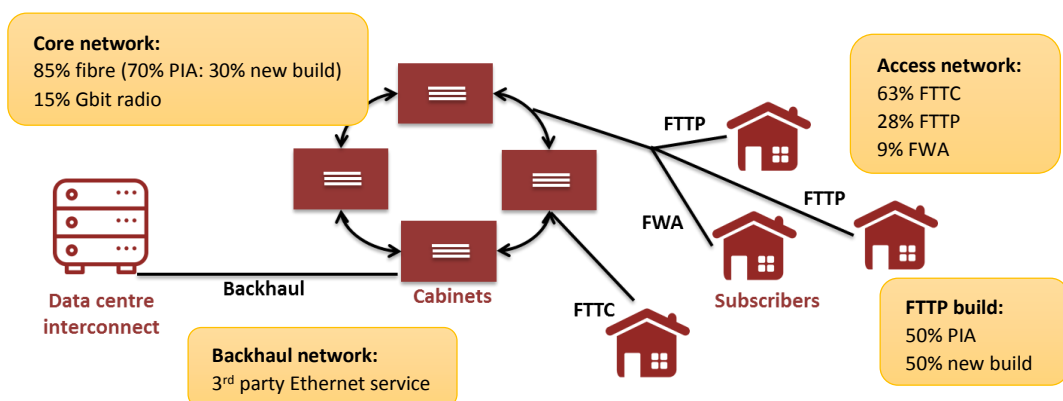 Core network:
85% fibre (70% PIA: 30% new build)
15% Gbit radio
Access network:
63% FTTC
28% FTTP
9% FWA
FTTP
FTTP
FWA
Backhaul
Cabinets
Subscribers
FTTC
Data centre
interconnect
Backhaul network:
3rd party Ethernet service
FTTP build:
50% PIA
50% new build